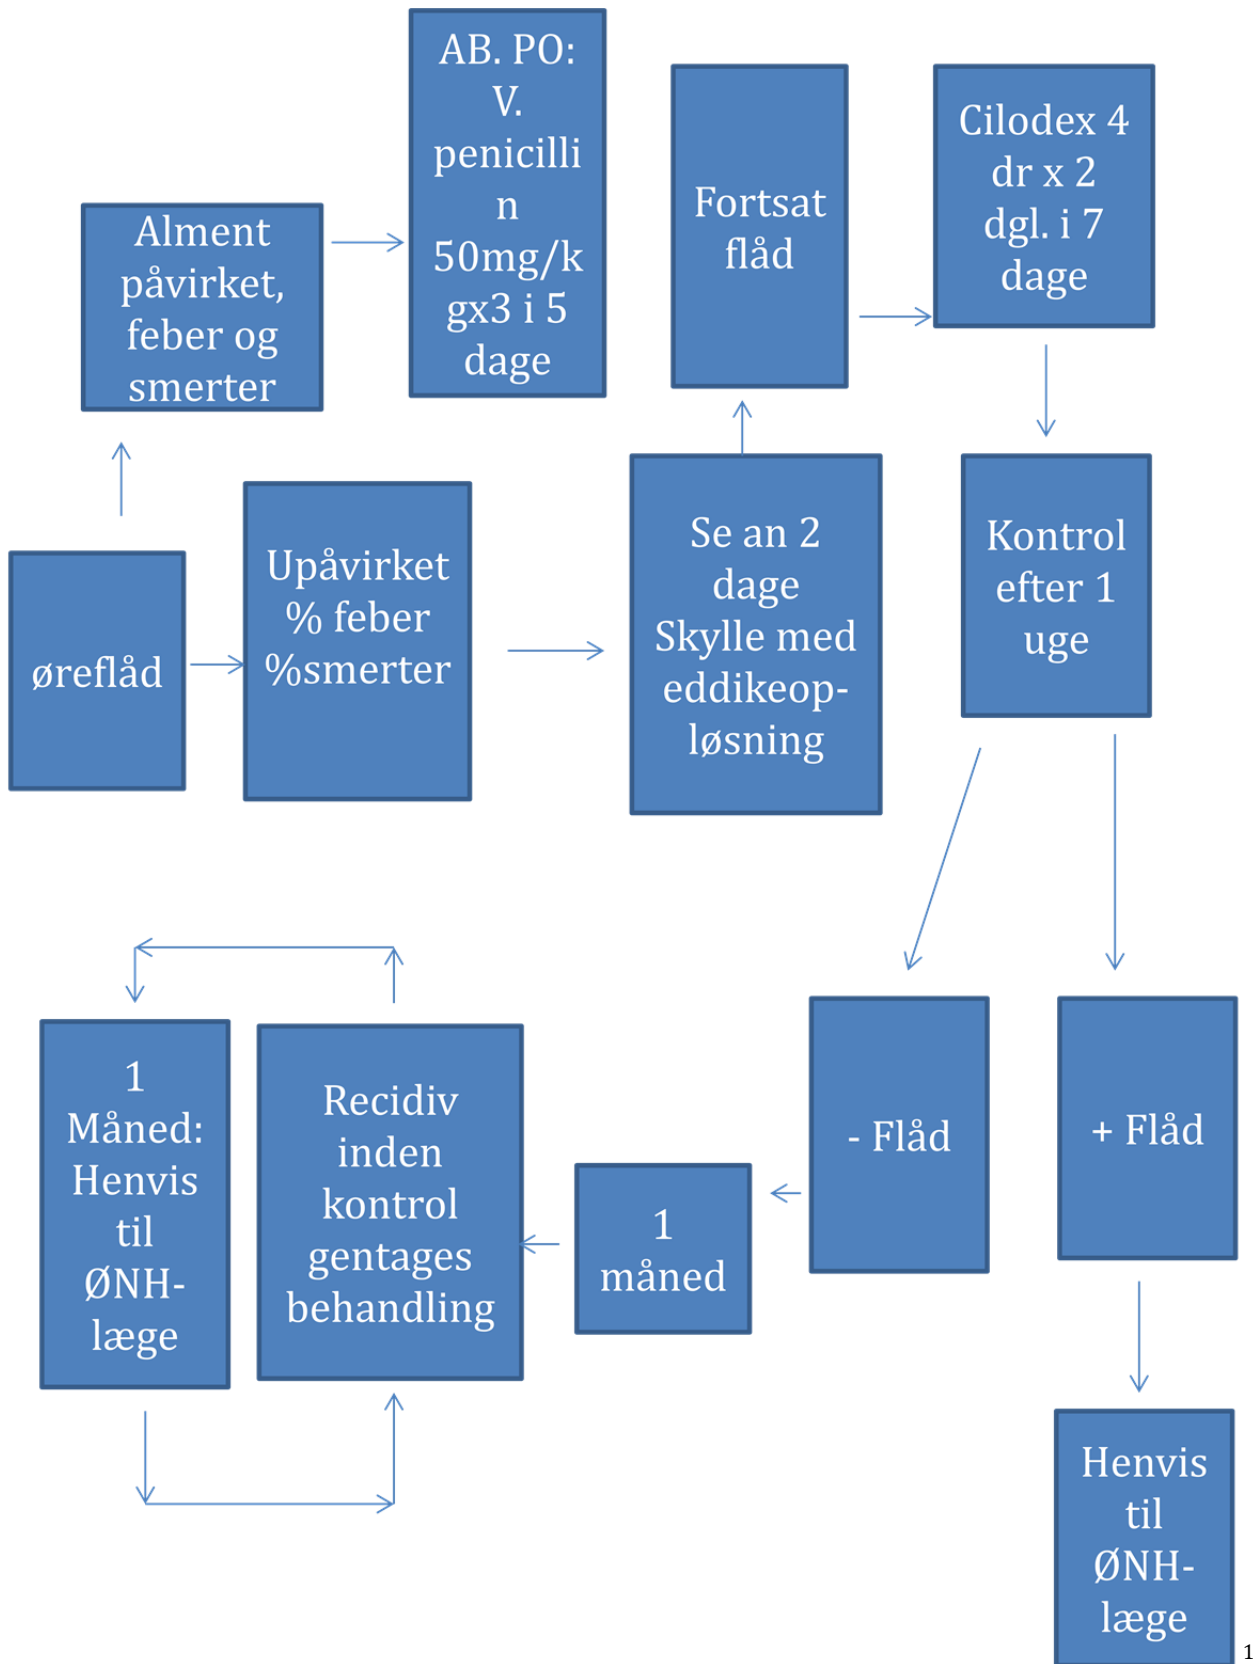 AB. PO:
V.
penicilli
n
50mg/k
gx3 i 5
dage
Alment
påvirket,
feber og
smerter
Fortsat
flåd
Cilodex 4
dr x 2
dgl. i 7
dage
øreflåd
Upåvirket
% feber
%smerter
Se an 2
dage
Skylle med
eddikeop-
løsning
Kontrol
efter 1
uge
1
Måned:
Henvis
til
ØNH-
læge
Recidiv
inden
kontrol
gentages
behandling
1
måned
- Flåd
+ Flåd
Henvis
til
ØNH-
læge
1